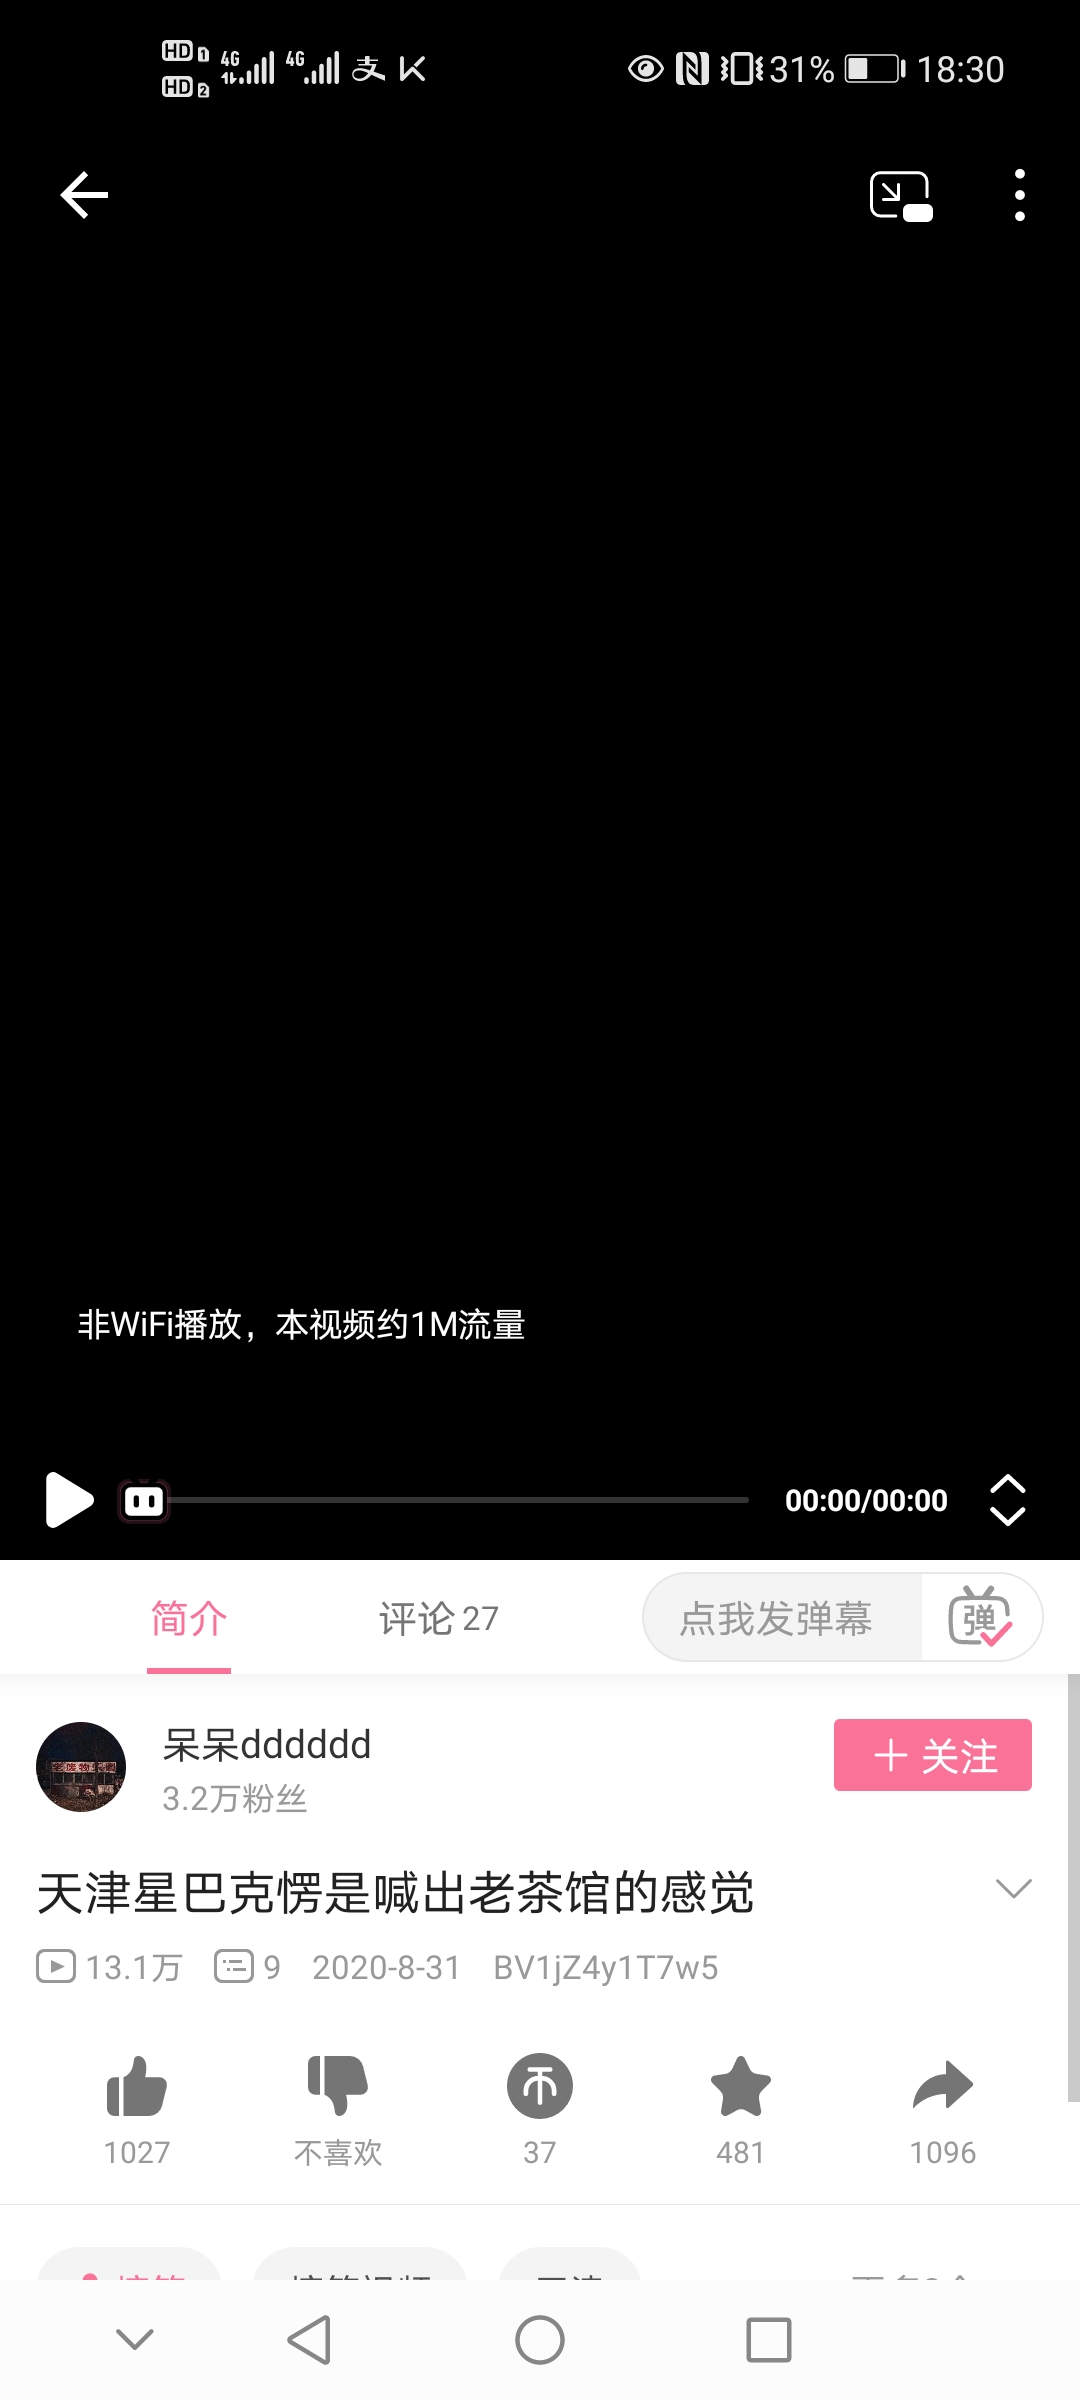 HD 1 4G 4G 支 31% 18:30
HD 2
非WiFi播放，本视频约1M流量
00:00/00:00
简介 评论 27 点我发弹幕 弹
呆呆dddddd
3.2万粉丝
+ 关注
天津星巴克愣是喊出老茶馆的感觉
13.1万 9 2020-8-31 BV1jZ4y1T7w5
1027 不喜欢 37 481 1096